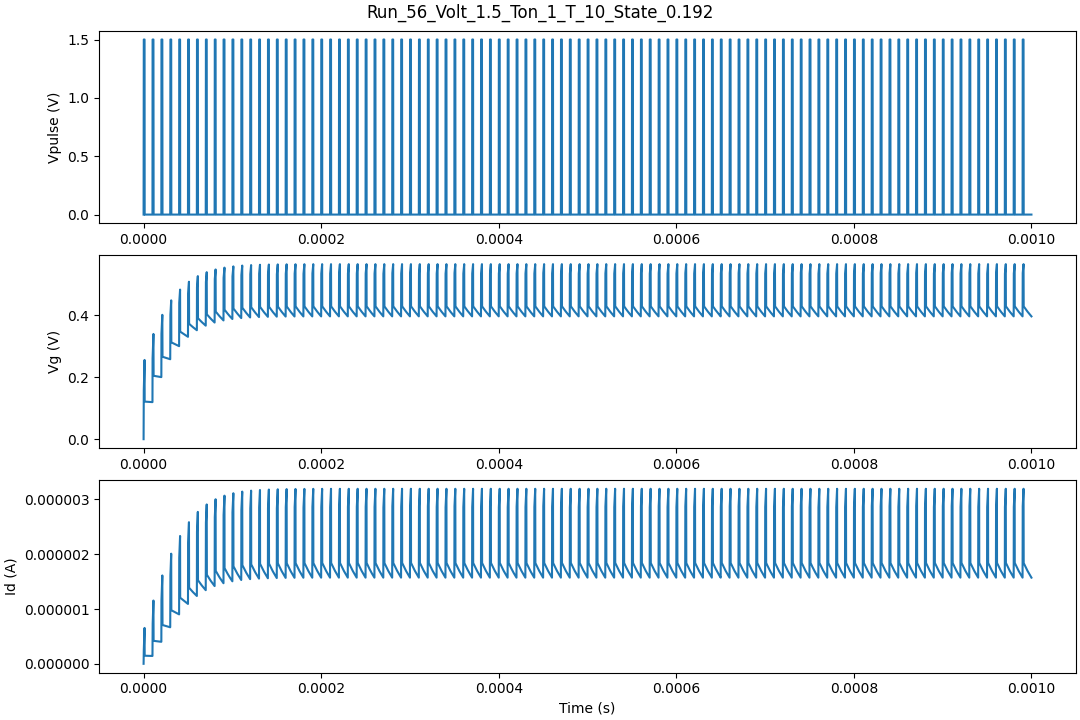 Run_56_Volt_1.5_Ton_1_T_10_State_0.192
Vpulse (V)
1.5
1.0
0.5
0.0
0.0000 0.0002 0.0004 0.0006 0.0008 0.0010
Vg (V)
0.4
0.2
0.0
0.0000 0.0002 0.0004 0.0006 0.0008 0.0010
Id (A)
0.000003
0.000002
0.000001
0.000000
0.0000 0.0002 0.0004 0.0006 0.0008 0.0010
Time (s)